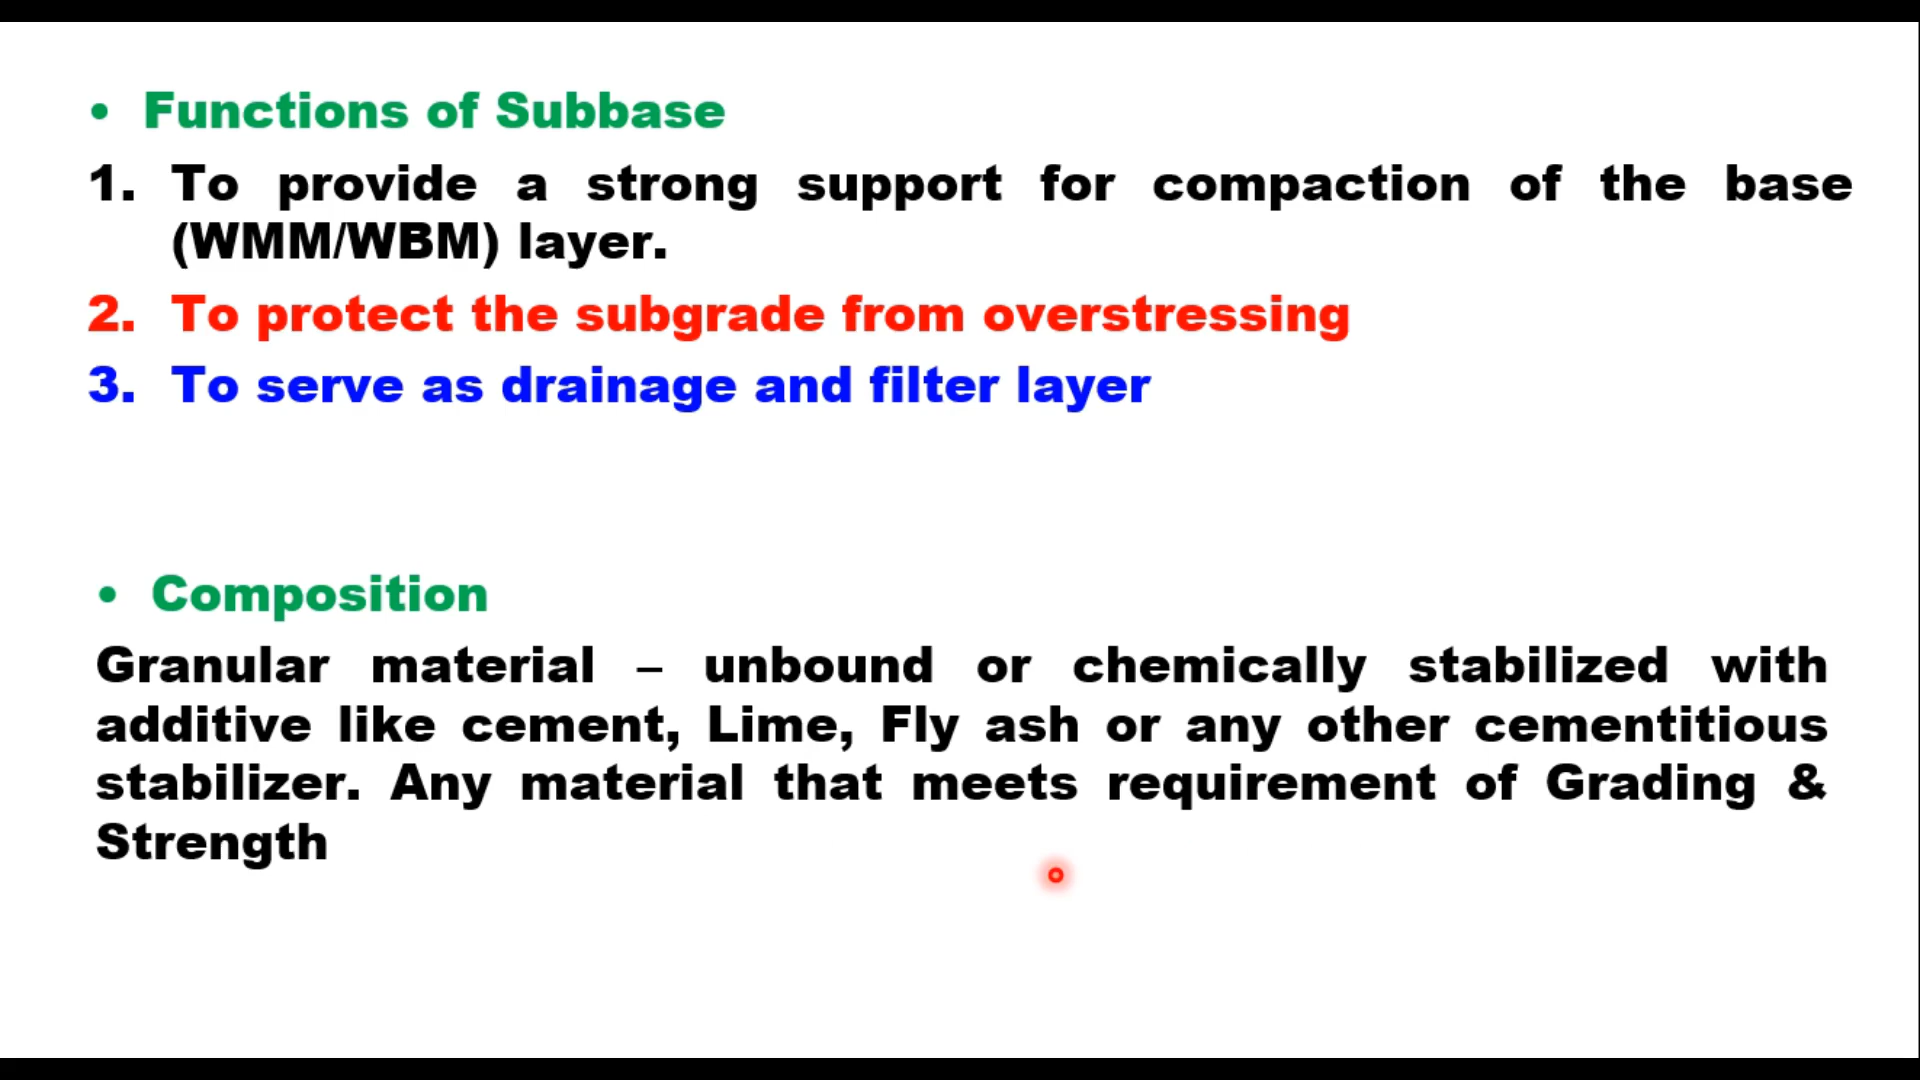 • Functions of Subbase
1. To provide a strong support for compaction of the base
(WMM/WBM) layer.
2. To protect the subgrade from overstressing
3. To serve as drainage and filter layer
• Composition
Granular material – unbound or chemically stabilized with
additive like cement, Lime, Fly ash or any other cementitious
stabilizer. Any material that meets requirement of Grading &
Strength